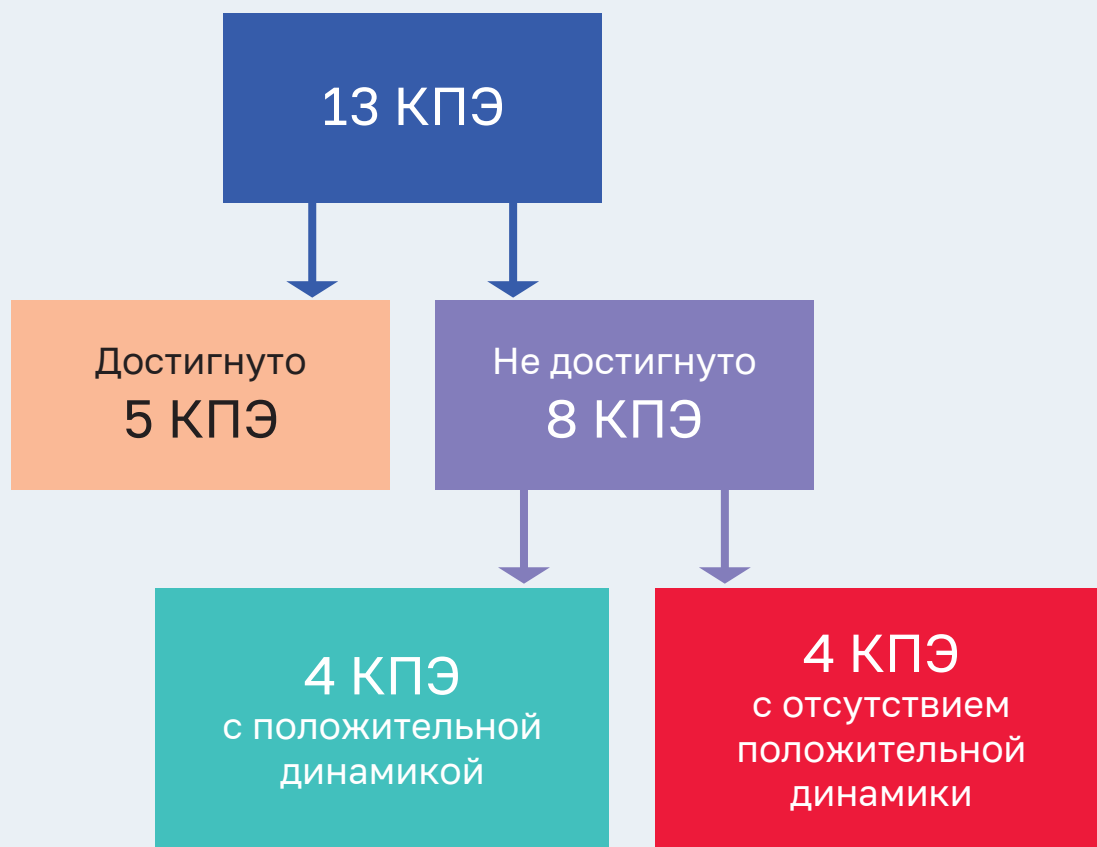 13 КПЭ
Достигнуто
5 КПЭ
Не достигнуто
8 КПЭ
4 КПЭ
с положительной
динамикой
4 КПЭ
с отсутствием
положительной
динамики